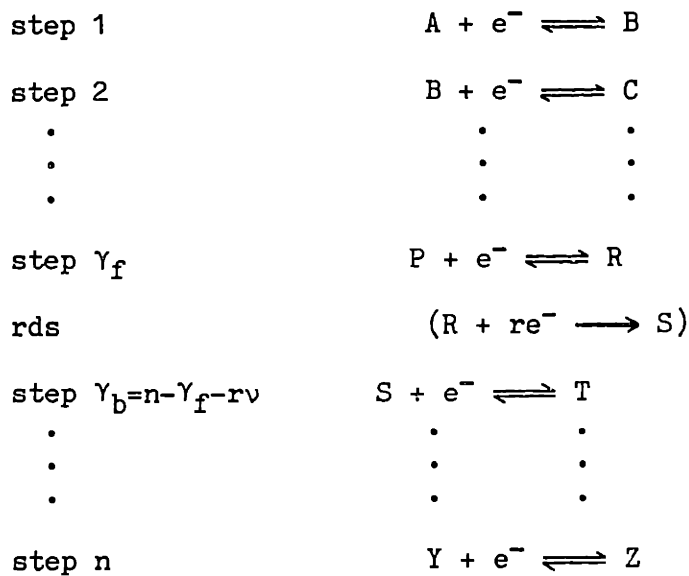 step 1 A + e⁻ ⇌ B
step 2 B + e⁻ ⇌ C
step γ_f P + e⁻ ⇌ R
rds (R + re⁻ ⟶ S)
step γ_b=n-γ_f-rν S + e⁻ ⇌ T
step n Y + e⁻ ⇌ Z